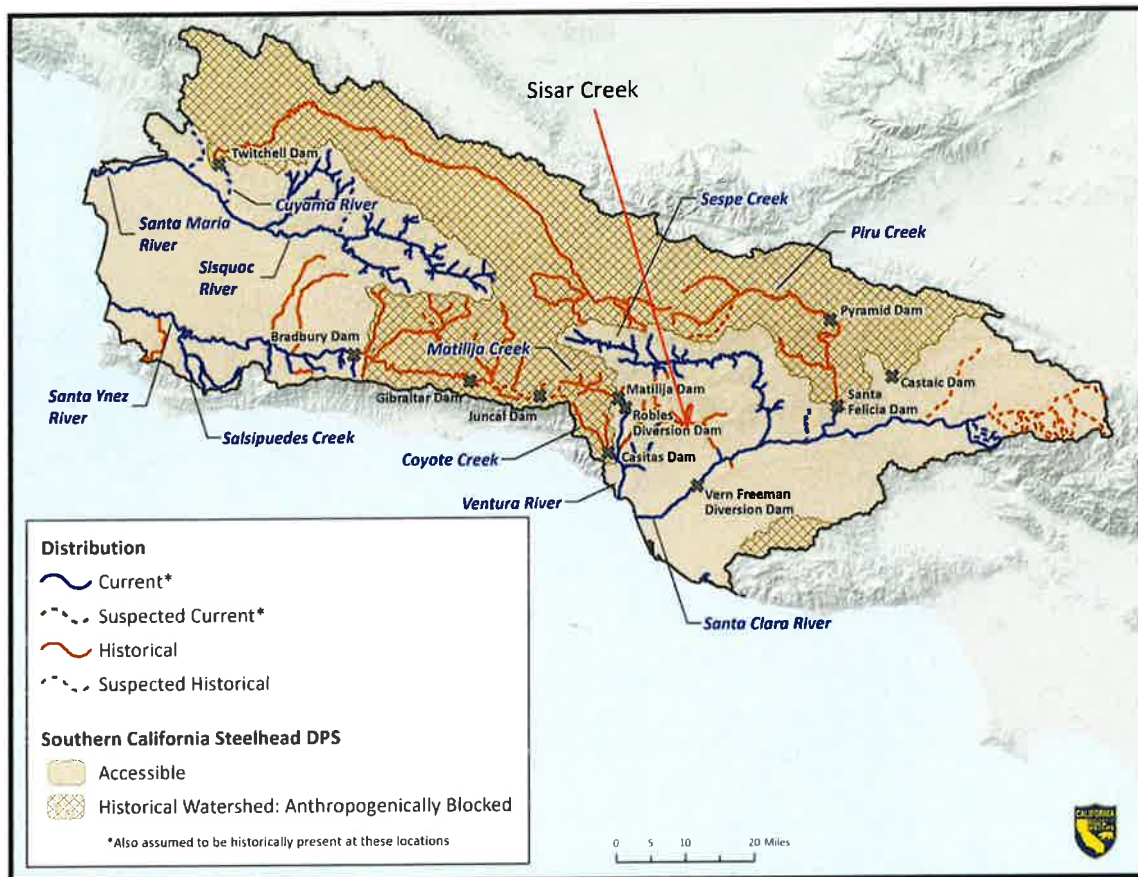 Sisar Creek
Twitchell Dam
Cuyama River
Sespe Creek
Santa Maria
River
Piru Creek
Sisquoc
River
Pyramid Dam
Bradbury Dam
Matilija Creek
Castaic Dam
Matilija Dam
Santa
Felicia Dam
Gibraltar Dam
Robles
Diversion Dam
Santa Ynez
River
Juncal Dam
Salsipuedes Creek
Coyote Creek
Casitas Dam
Ventura River
Vern Freeman
Diversion Dam
Santa Clara River
Distribution
Current*
Suspected Current*
Historical
Suspected Historical
Southern California Steelhead DPS
Accessible
Historical Watershed: Anthropogenically Blocked
*Also assumed to be historically present at these locations
0 5 10 20 Miles
CALIFORNIA